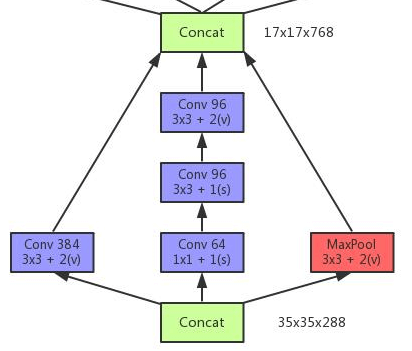 Concat 17x17x768
Conv 96
3x3 + 2(v)
Conv 96
3x3 + 1(s)
Conv 384
3x3 + 2(v)
Conv 64
1x1 + 1(s)
MaxPool
3x3 + 2(v)
Concat 35x35x288